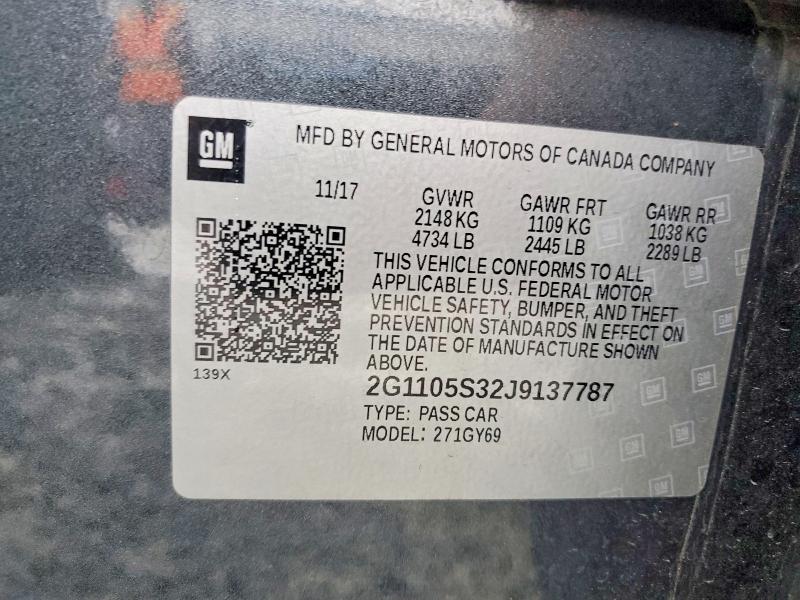 GM
MFD BY GENERAL MOTORS OF CANADA COMPANY
11/17
GVWR
2148 KG
4734 LB
GAWR FRT
1109 KG
2445 LB
GAWR RR
1038 KG
2289 LB
THIS VEHICLE CONFORMS TO ALL
APPLICABLE U.S. FEDERAL MOTOR
VEHICLE SAFETY, BUMPER, AND THEFT
PREVENTION STANDARDS IN EFFECT ON
THE DATE OF MANUFACTURE SHOWN
ABOVE.
139X
2G1105S32J9137787
TYPE: PASS CAR
MODEL: 271GY69